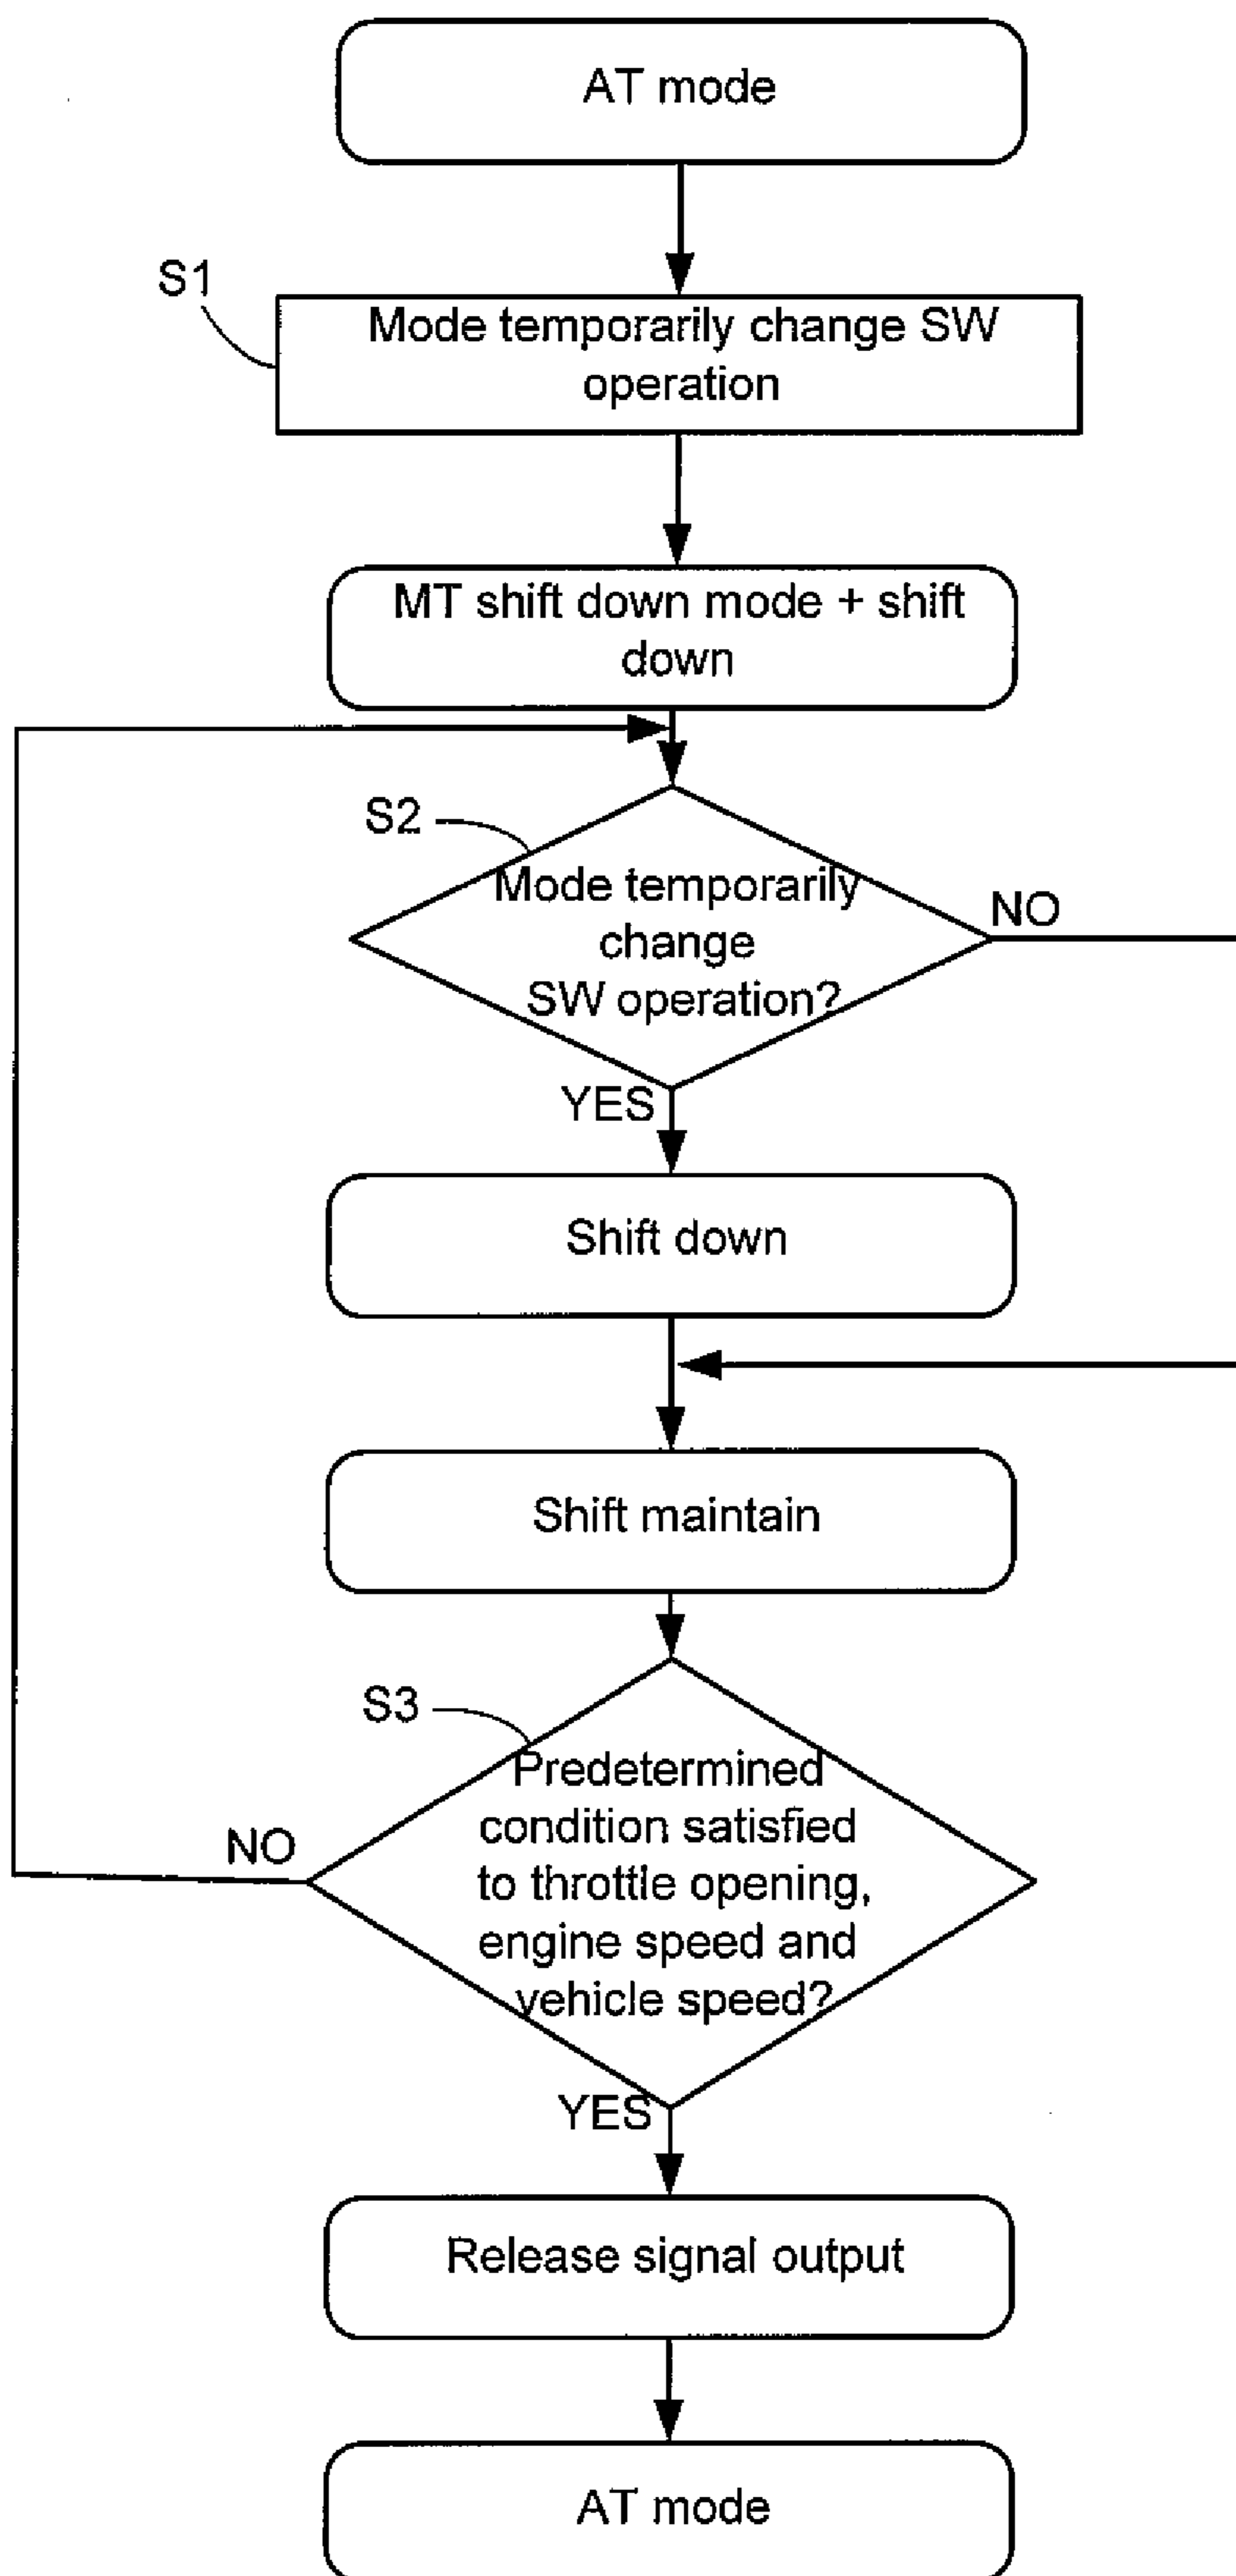 AT mode
S1
Mode temporarily change SW
operation
MT shift down mode + shift
down
S2
Mode temporarily
change
SW operation?
NO
YES
Shift down
Shift maintain
S3
Predetermined
condition satisfied
to throttle opening,
engine speed and
vehicle speed?
NO
YES
Release signal output
AT mode